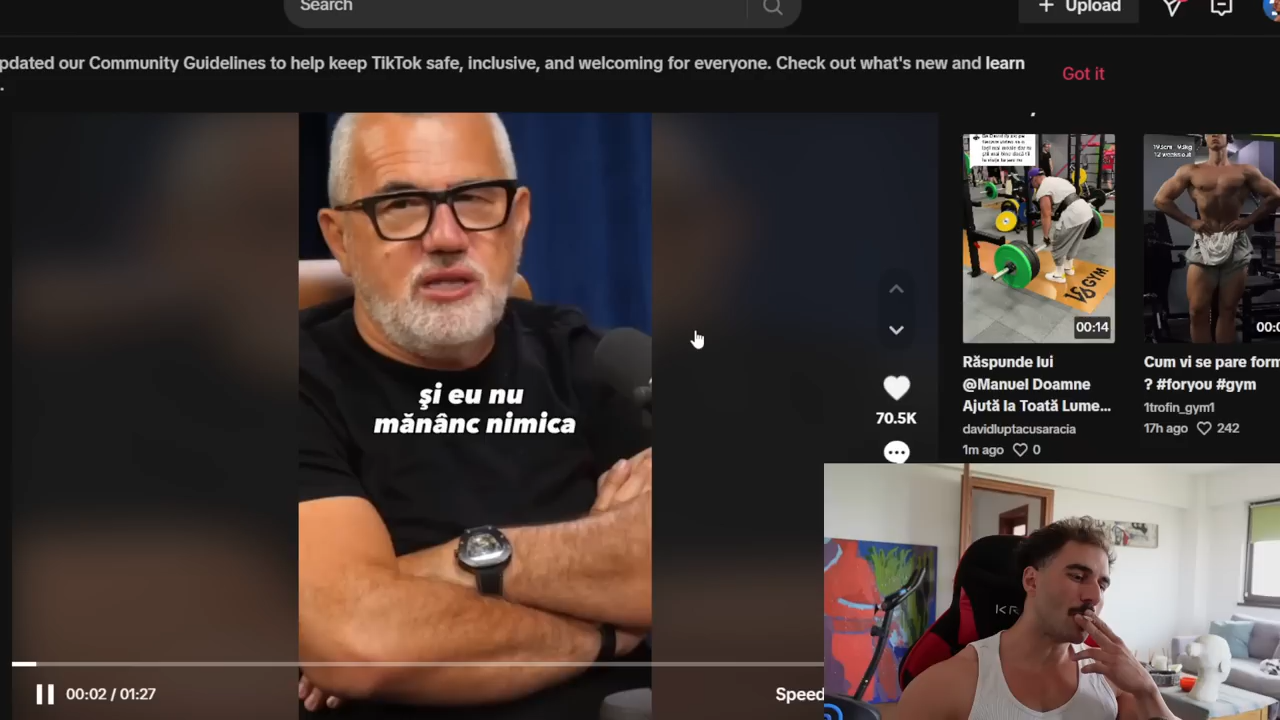 Search
Upload
pdated our Community Guidelines to help keep TikTok safe, inclusive, and welcoming for everyone. Check out what's new and learn
.
Got it
și eu nu
mănânc nimica
70.5K
00:14
Răspunde lui
@Manuel Doamne
Ajută la Toată Lume...
davidluptacusaracia
1m ago 0
Cum vi se pare form
? #foryou #gym
1trofin_gym1
17h ago 242
00:02 / 01:27
Speed